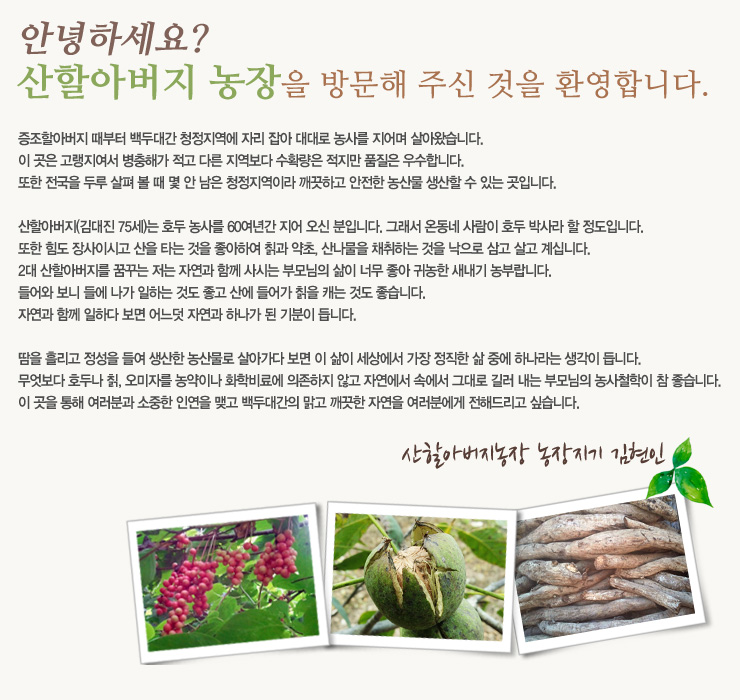 안녕하세요?
산할아버지 농장을 방문해 주신 것을 환영합니다.
증조할아버지 때부터 백두대간 청정지역에 자리 잡아 대대로 농사를 지어며 살아왔습니다.
이 곳은 고랭지여서 병충해가 적고 다른 지역보다 수확량은 적지만 품질은 우수합니다.
또한 전국을 두루 살펴 볼 때 몇 안 남은 청정지역이라 깨끗하고 안전한 농산물 생산할 수 있는 곳입니다.
산할아버지(김대진 75세)는 호두 농사를 60여년간 지어 오신 분입니다. 그래서 온동네 사람이 호두 박사라 할 정도입니다.
또한 힘도 장사이시고 산을 타는 것을 좋아하여 칡과 약초, 산나물을 채취하는 것을 낙으로 삼고 살고 계십니다.
2대 산할아버지를 꿈꾸는 저는 자연과 함께 사시는 부모님의 삶이 너무 좋아 귀농한 새내기 농부랍니다.
들어와 보니 들에 나가 일하는 것도 좋고 산에 들어가 칡을 캐는 것도 좋습니다.
자연과 함께 일하다 보면 어느덧 자연과 하나가 된 기분이 듭니다.
땀을 흘리고 정성을 들여 생산한 농산물로 살아가다 보면 이 삶이 세상에서 가장 정직한 삶 중에 하나라는 생각이 듭니다.
무엇보다 호두나 칡, 오미자를 농약이나 화학비료에 의존하지 않고 자연에서 속에서 그대로 길러 내는 부모님의 농사철학이 참 좋습니다.
이 곳을 통해 여러분과 소중한 인연을 맺고 백두대간의 맑고 깨끗한 자연을 여러분에게 전해드리고 싶습니다.
산할아버지농장 농장지기 김현인